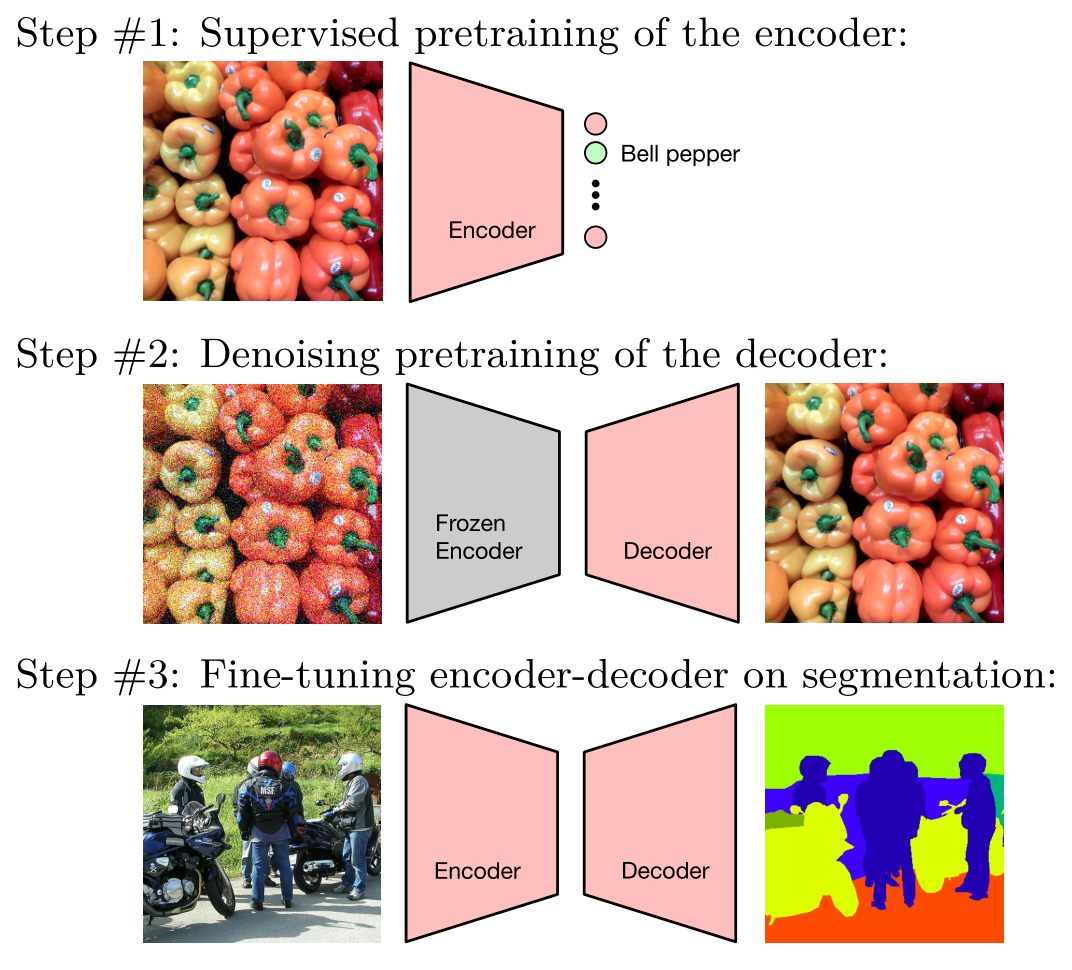 Step #1: Supervised pretraining of the encoder:
Bell pepper
Encoder
Step #2: Denoising pretraining of the decoder:
Frozen
Encoder
Decoder
Step #3: Fine-tuning encoder-decoder on segmentation:
MSF
Encoder
Decoder